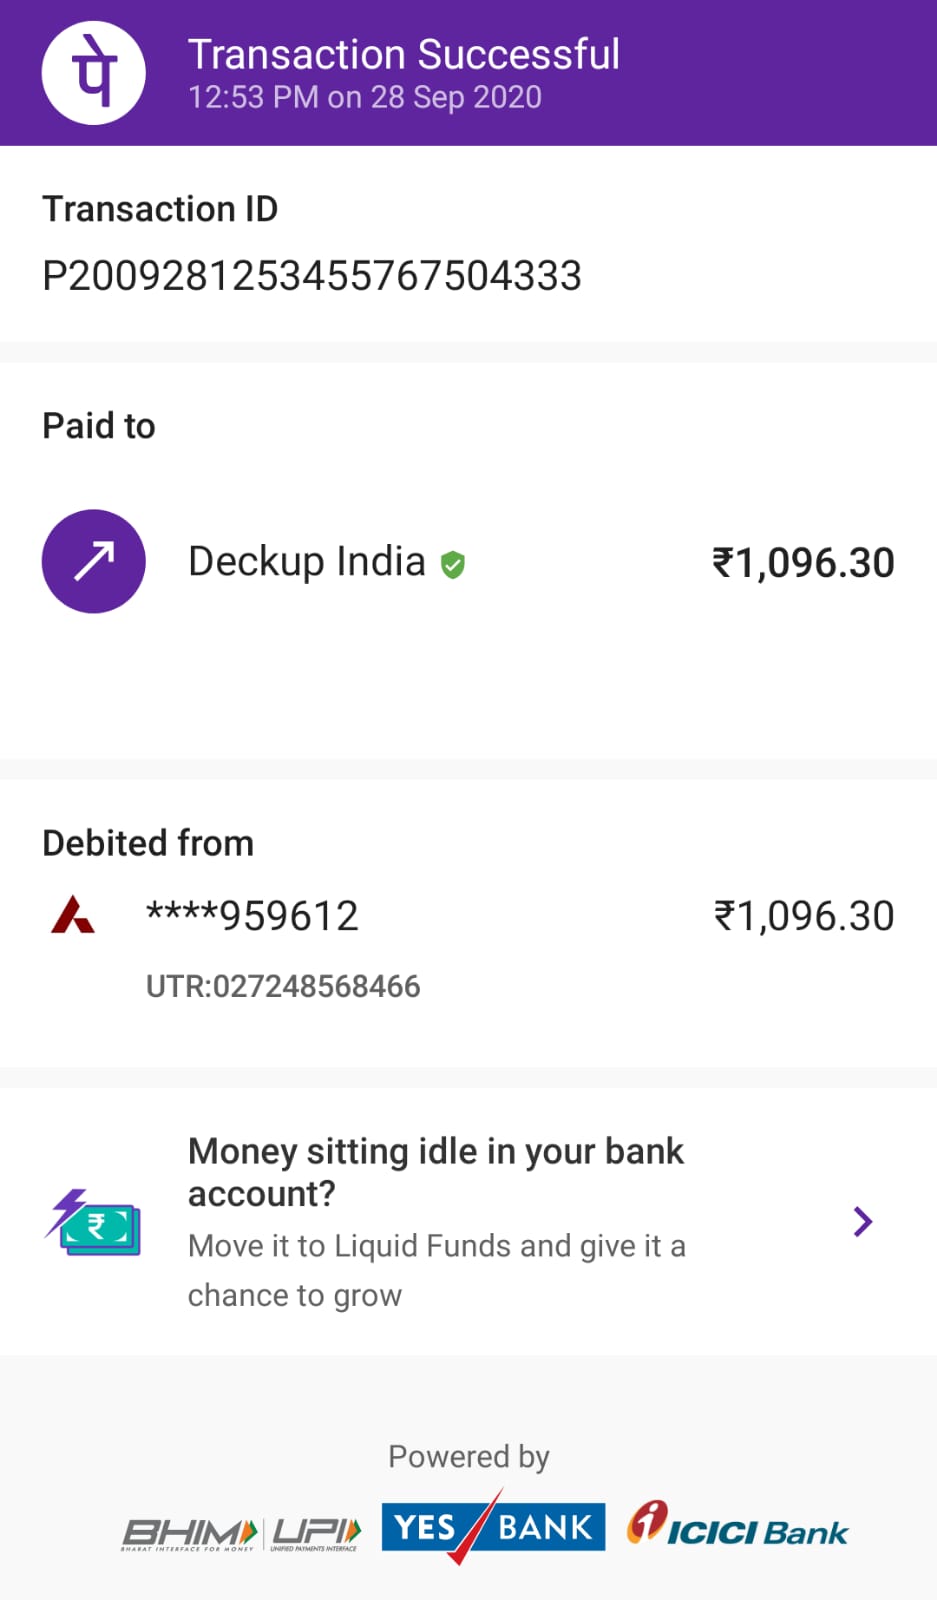 पे
Transaction Successful
12:53 PM on 28 Sep 2020
Transaction ID
P2009281253455767504333
Paid to
Deckup India
₹1,096.30
Debited from
****959612
₹1,096.30
UTR:027248568466
Money sitting idle in your bank
account?
₹
Move it to Liquid Funds and give it a
chance to grow
Powered by
BHIM
BHARAT INTERFACE FOR MONEY
UPI
UNIFIED PAYMENTS INTERFACE
YES BANK
i ICICI Bank